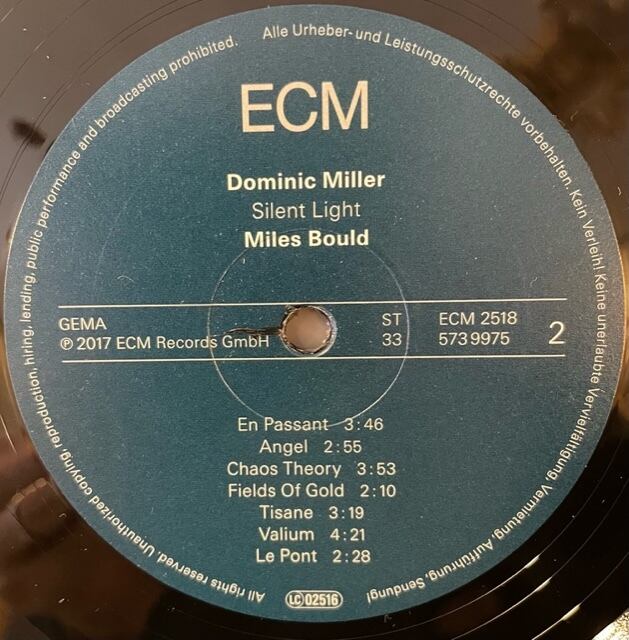 ECM
Dominic Miller
Silent Light
Miles Bould
GEMA
℗ 2017 ECM Records GmbH
ST
33
ECM 2518
573 9975
2
En Passant 3:46
Angel 2:55
Chaos Theory 3:53
Fields Of Gold 2:10
Tisane 3:19
Valium 4:21
Le Pont 2:28
LC 02516
Alle Urheber- und Leistungsschutzrechte vorbehalten. Kein Verleih! Keine unerlaubte Vervielfältigung, Vermietung, Aufführung, Sendung!
All rights reserved. Unauthorized copying, reproduction, hiring, lending, public performance and broadcasting prohibited.